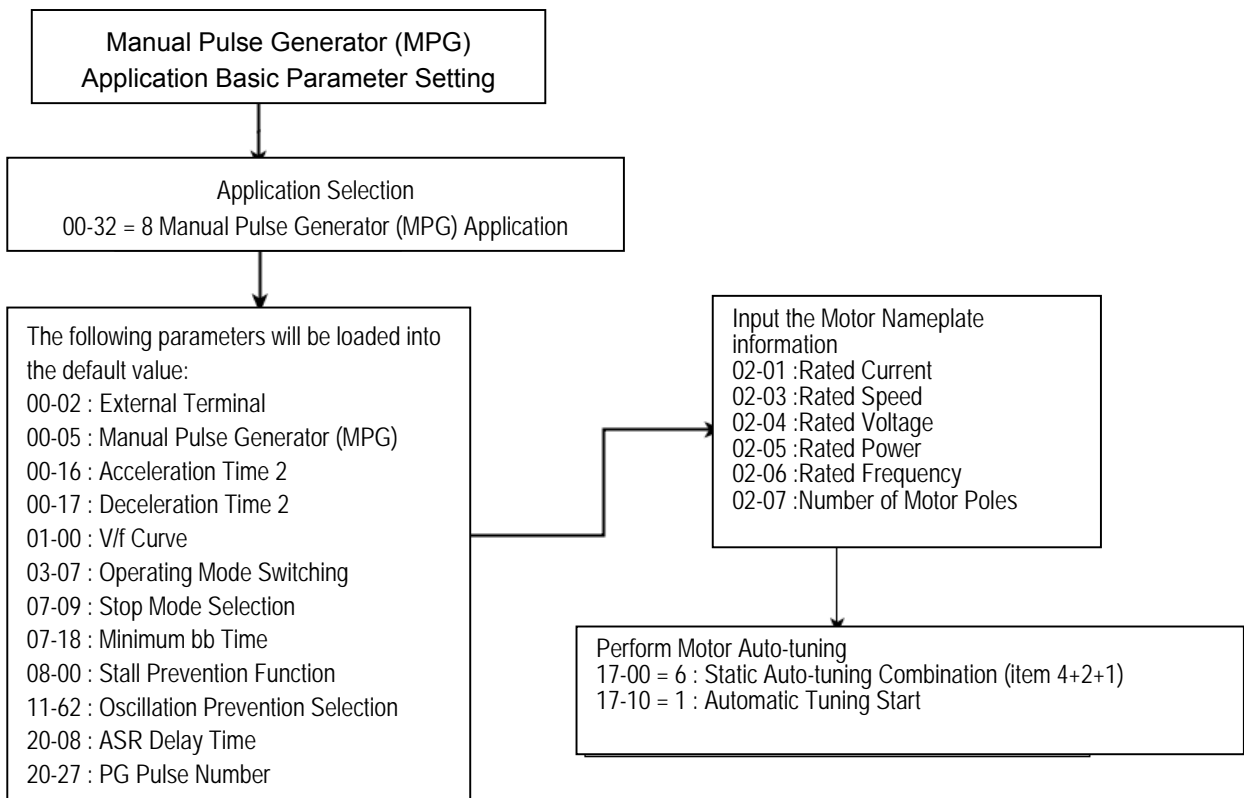 Manual Pulse Generator (MPG)
Application Basic Parameter Setting
Application Selection
00-32 = 8 Manual Pulse Generator (MPG) Application
The following parameters will be loaded into
the default value:
00-02 : External Terminal
00-05 : Manual Pulse Generator (MPG)
00-16 : Acceleration Time 2
00-17 : Deceleration Time 2
01-00 : V/f Curve
03-07 : Operating Mode Switching
07-09 : Stop Mode Selection
07-18 : Minimum bb Time
08-00 : Stall Prevention Function
11-62 : Oscillation Prevention Selection
20-08 : ASR Delay Time
20-27 : PG Pulse Number
Input the Motor Nameplate
information
02-01 :Rated Current
02-03 :Rated Speed
02-04 :Rated Voltage
02-05 :Rated Power
02-06 :Rated Frequency
02-07 :Number of Motor Poles
Perform Motor Auto-tuning
17-00 = 6 : Static Auto-tuning Combination (item 4+2+1)
17-10 = 1 : Automatic Tuning Start